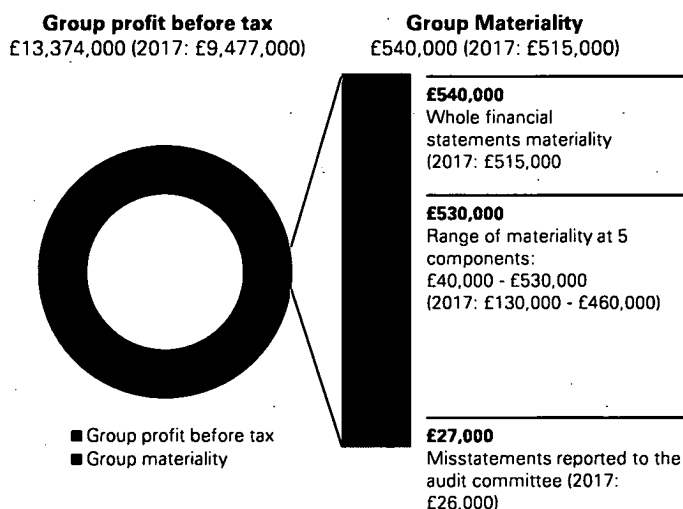 Group profit before tax
£13,374,000 (2017: £9,477,000)
Group Materiality
£540,000 (2017: £515,000)
£540,000
Whole financial
statements materiality
(2017: £515,000
£530,000
Range of materiality at 5
components:
£40,000 - £530,000
(2017: £130,000 - £460,000)
£27,000
Misstatements reported to the
audit committee (2017:
£26,000)
Group profit before tax
Group materiality